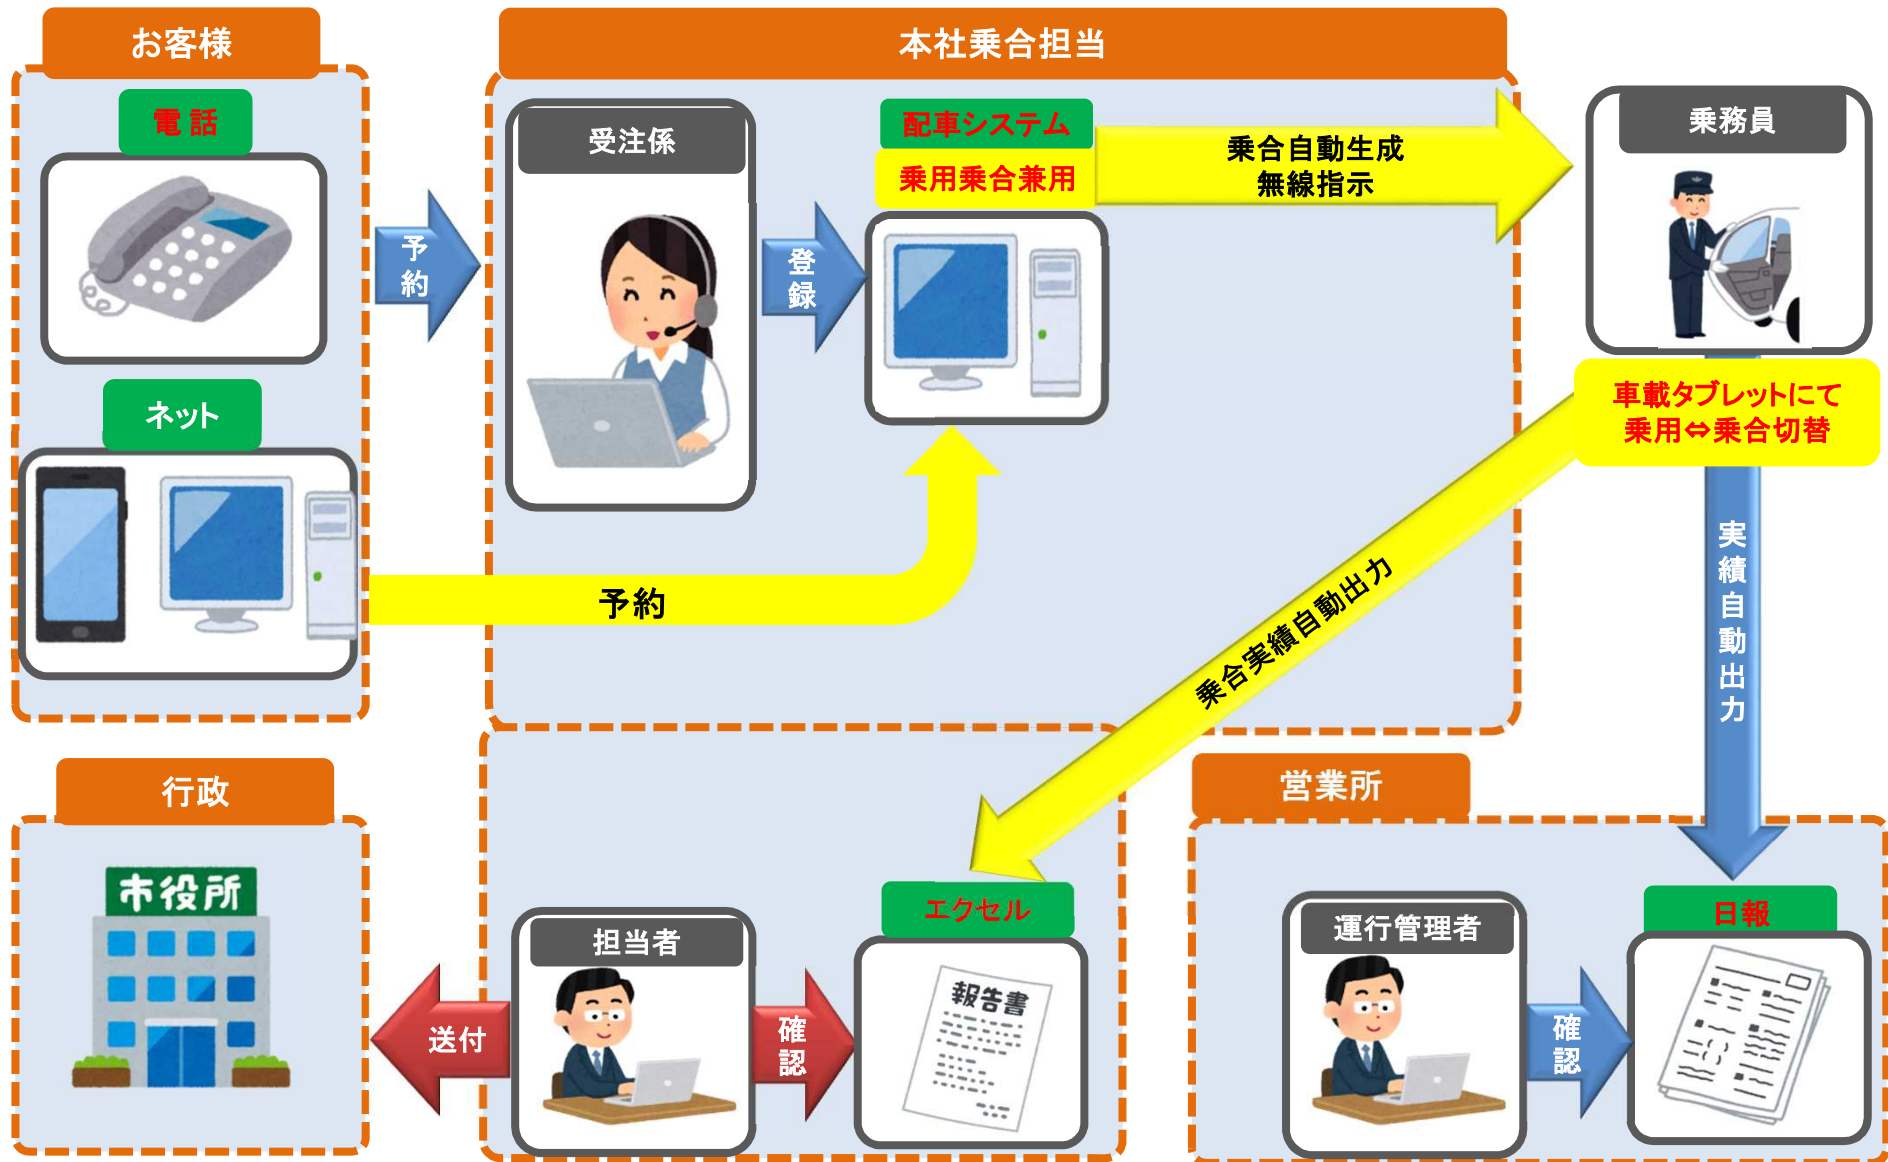 お客様
電話
ネット
予約
本社乗合担当
受注係
登録
配車システム
乗用乗合兼用
乗合自動生成
無線指示
乗務員
車載タブレットにて
乗用⇔乗合切替
予約
乗合実績自動出力
実績自動出力
行政
市役所
送付
担当者
確認
エクセル
報告書
営業所
運行管理者
確認
日報